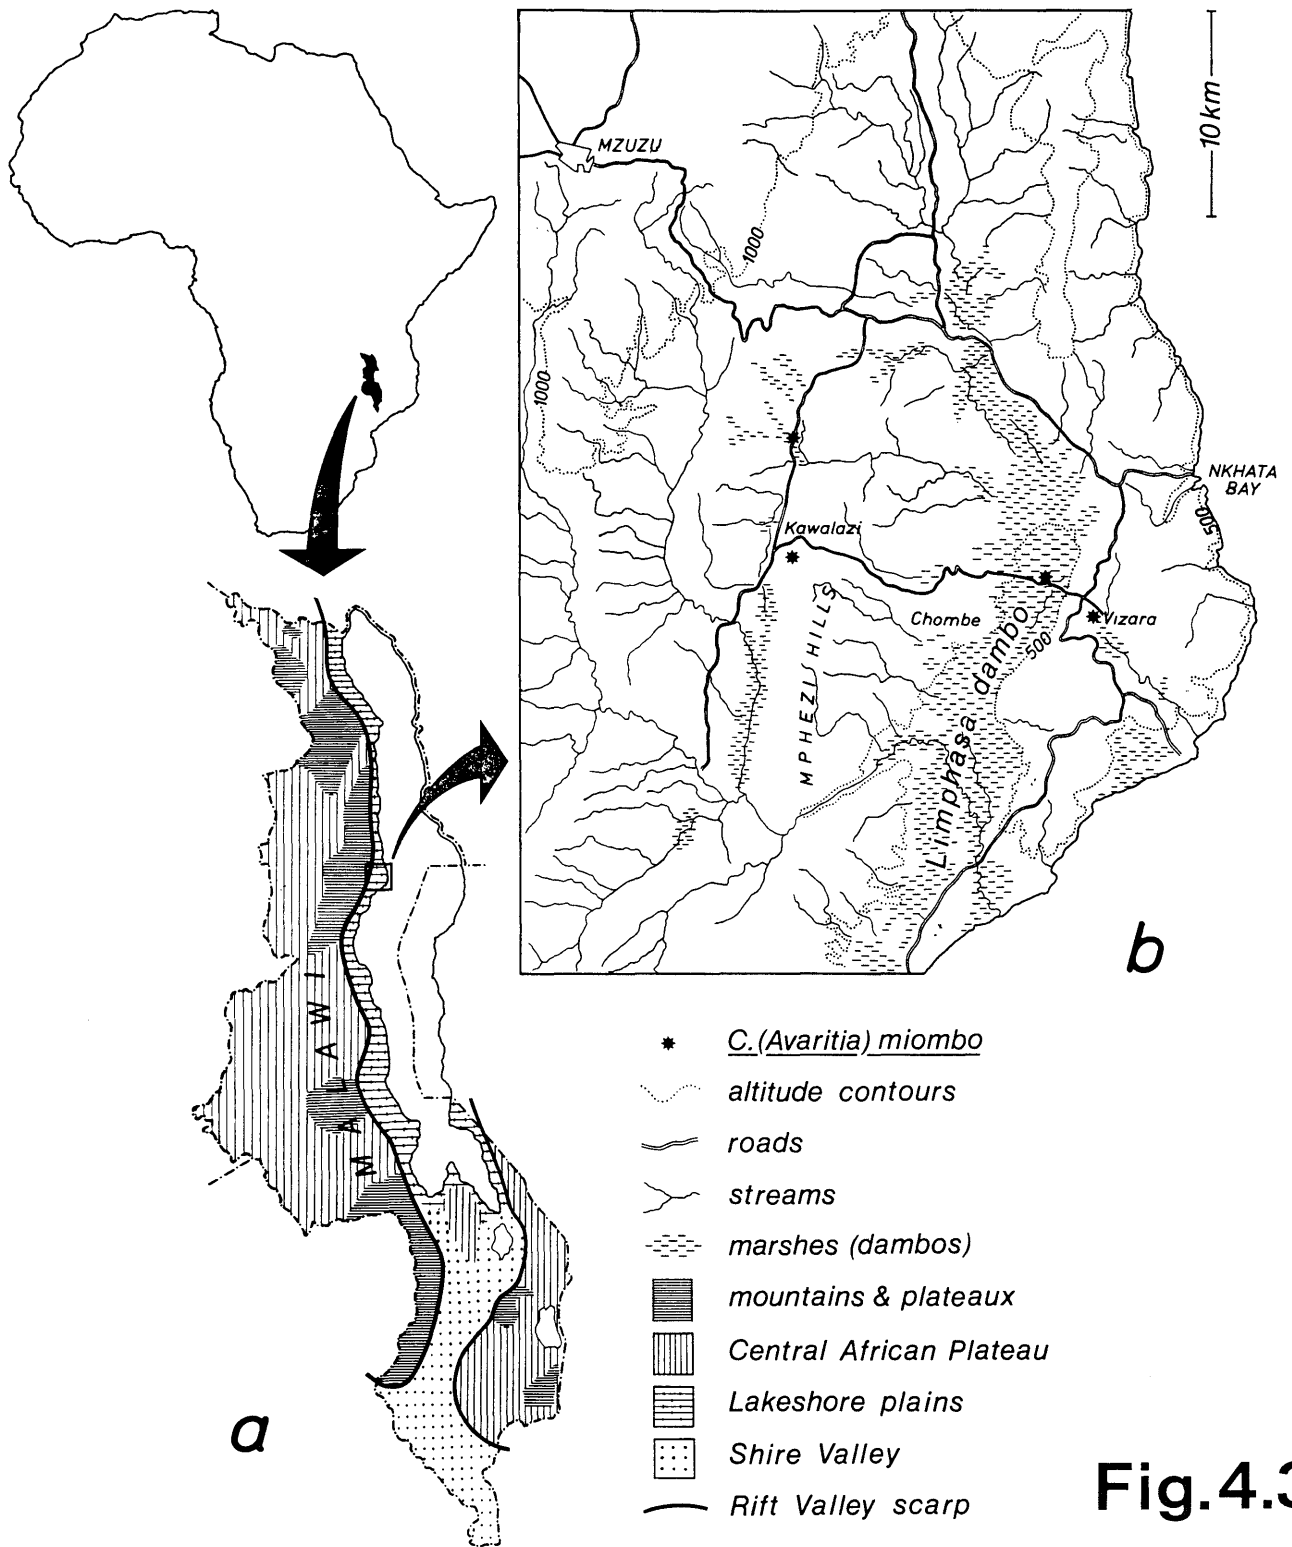 10km
MZUZU
1000
1000
NKHATA
BAY
500
Kawalazi
Chombe
Vizara
500
MPHEZI HILLS
Limphasa dambo
b
MALAWI
a
C.(Avaritia) miombo
altitude contours
roads
streams
marshes (dambos)
mountains & plateaux
Central African Plateau
Lakeshore plains
Shire Valley
Rift Valley scarp
Fig.4.3